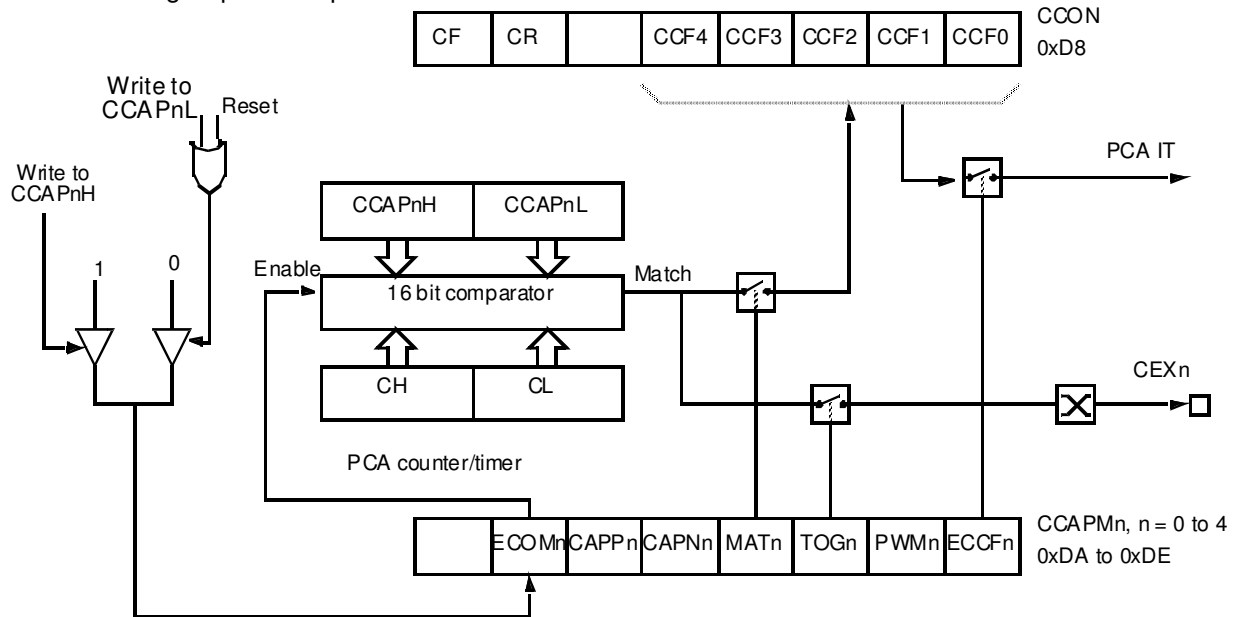 CF CR CCF4 CCF3 CCF2 CCF1 CCF0 CCON
0xD8
Write to
CCAPnL Reset
Write to
CCAPnH
PCA IT
CCAPnH CCAPnL
1 0 Enable
16 bit comparator Match
CH CL
CEXn
PCA counter/timer
ECOMn CAPPn CAPNn MATn TOGn PWMn ECCFn CCAPMn, n = 0 to 4
0xDA to 0xDE